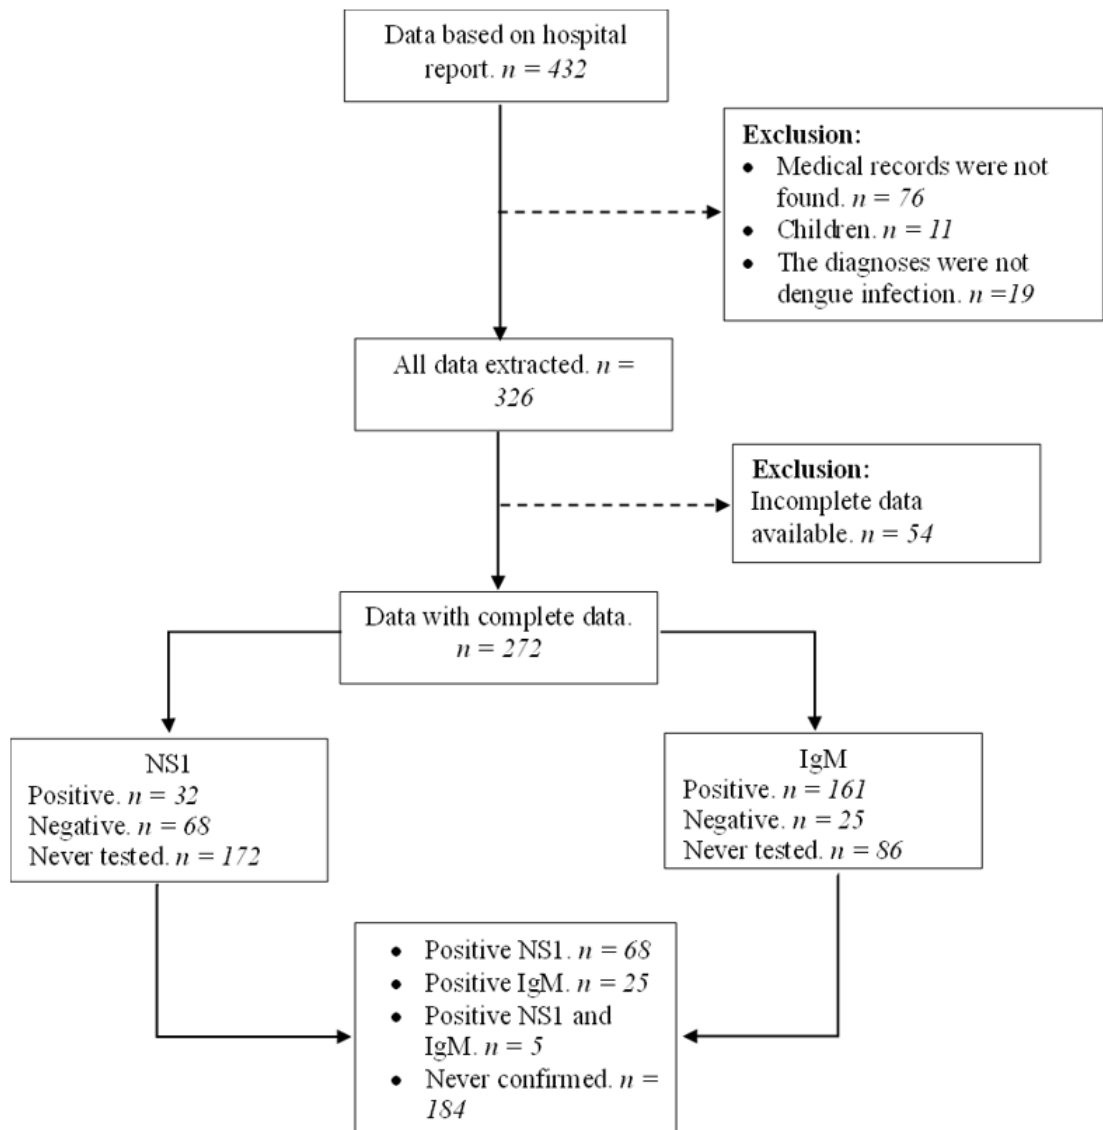 Data based on hospital
report. n = 432
Exclusion:
• Medical records were not
found. n = 76
• Children. n = 11
• The diagnoses were not
dengue infection. n =19
All data extracted. n =
326
Exclusion:
Incomplete data
available. n = 54
Data with complete data.
n = 272
NS1
Positive. n = 32
Negative. n = 68
Never tested. n = 172
IgM
Positive. n = 161
Negative. n = 25
Never tested. n = 86
• Positive NS1. n = 68
• Positive IgM. n = 25
• Positive NS1 and
IgM. n = 5
• Never confirmed. n =
184